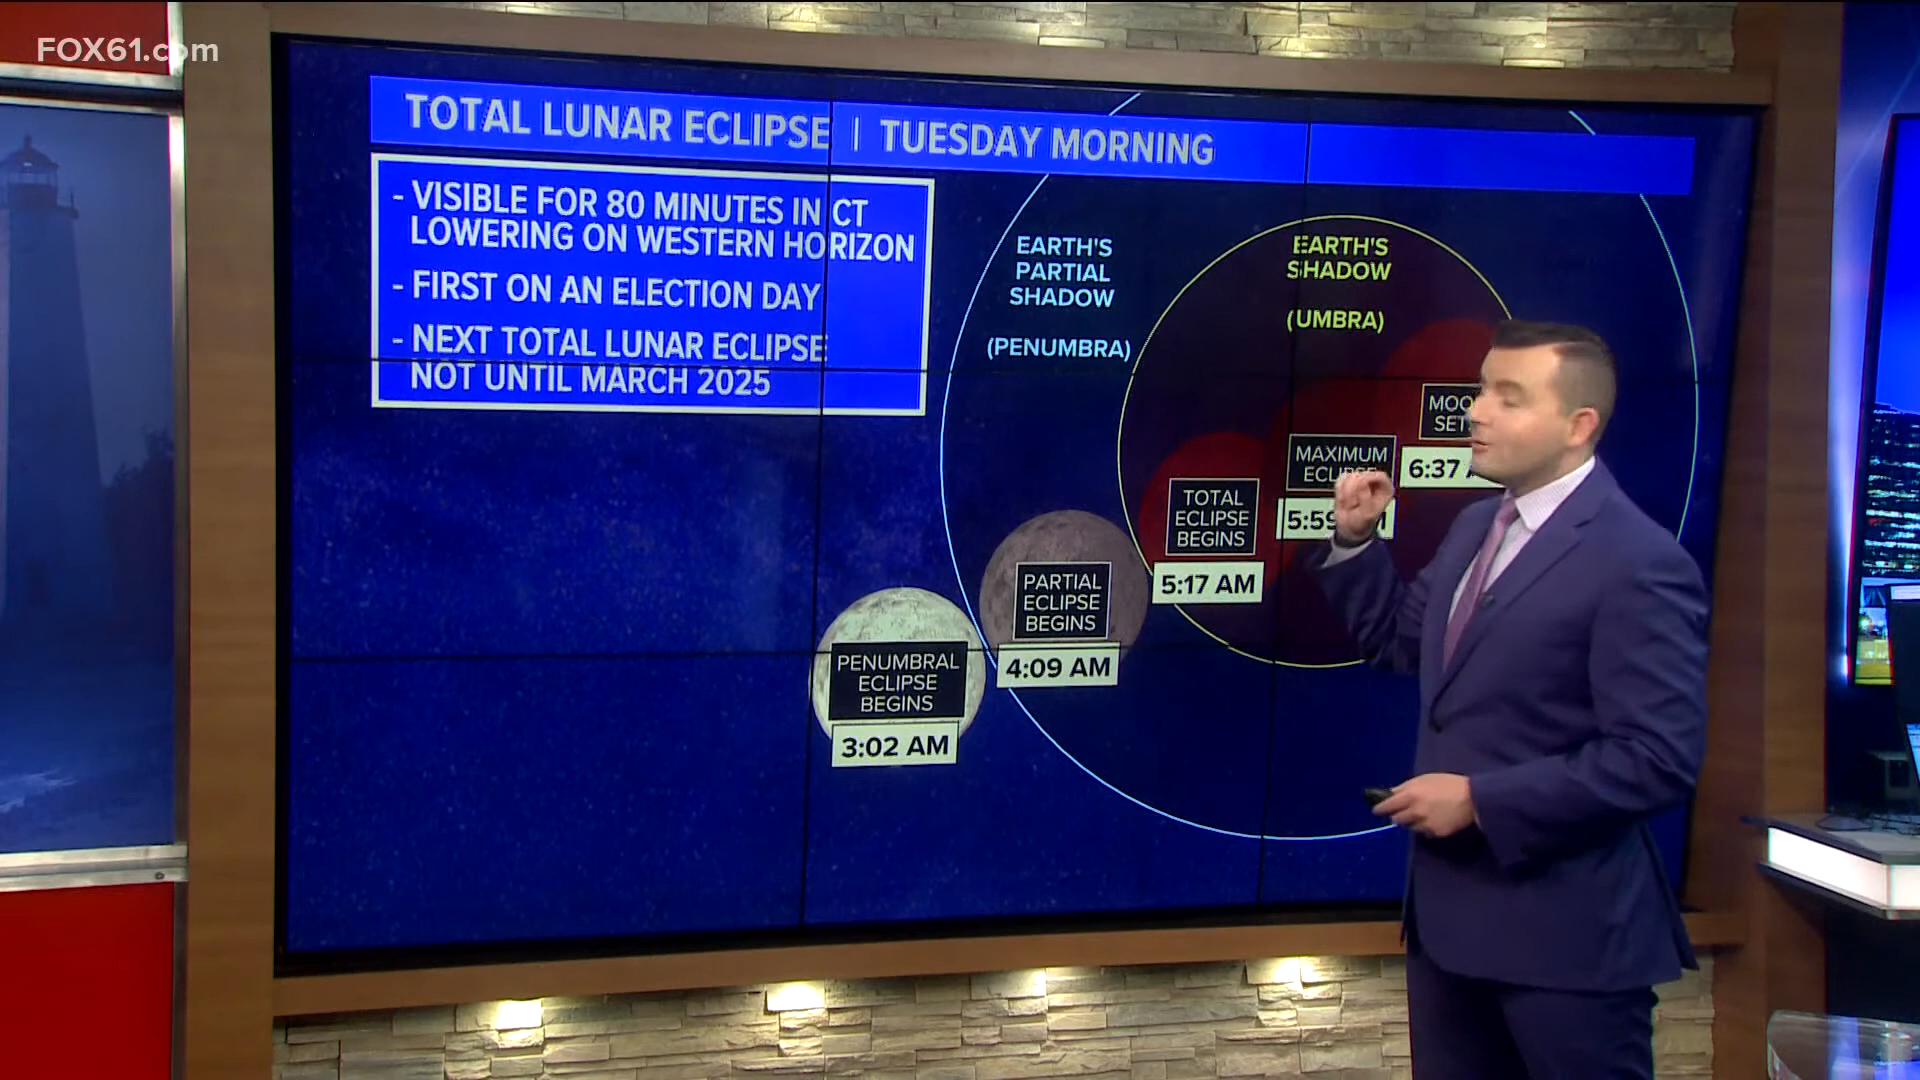 FOX61.com
TOTAL LUNAR ECLIPSE | TUESDAY MORNING
- VISIBLE FOR 80 MINUTES IN CT
LOWERING ON WESTERN HORIZON
- FIRST ON AN ELECTION DAY
- NEXT TOTAL LUNAR ECLIPSE
NOT UNTIL MARCH 2025
EARTH'S
PARTIAL
SHADOW
(PENUMBRA)
EARTH'S
SHADOW
(UMBRA)
PENUMBRAL
ECLIPSE
BEGINS
3:02 AM
PARTIAL
ECLIPSE
BEGINS
4:09 AM
TOTAL
ECLIPSE
BEGINS
5:17 AM
MAXIMUM
ECLIPSE
5:59
6:37